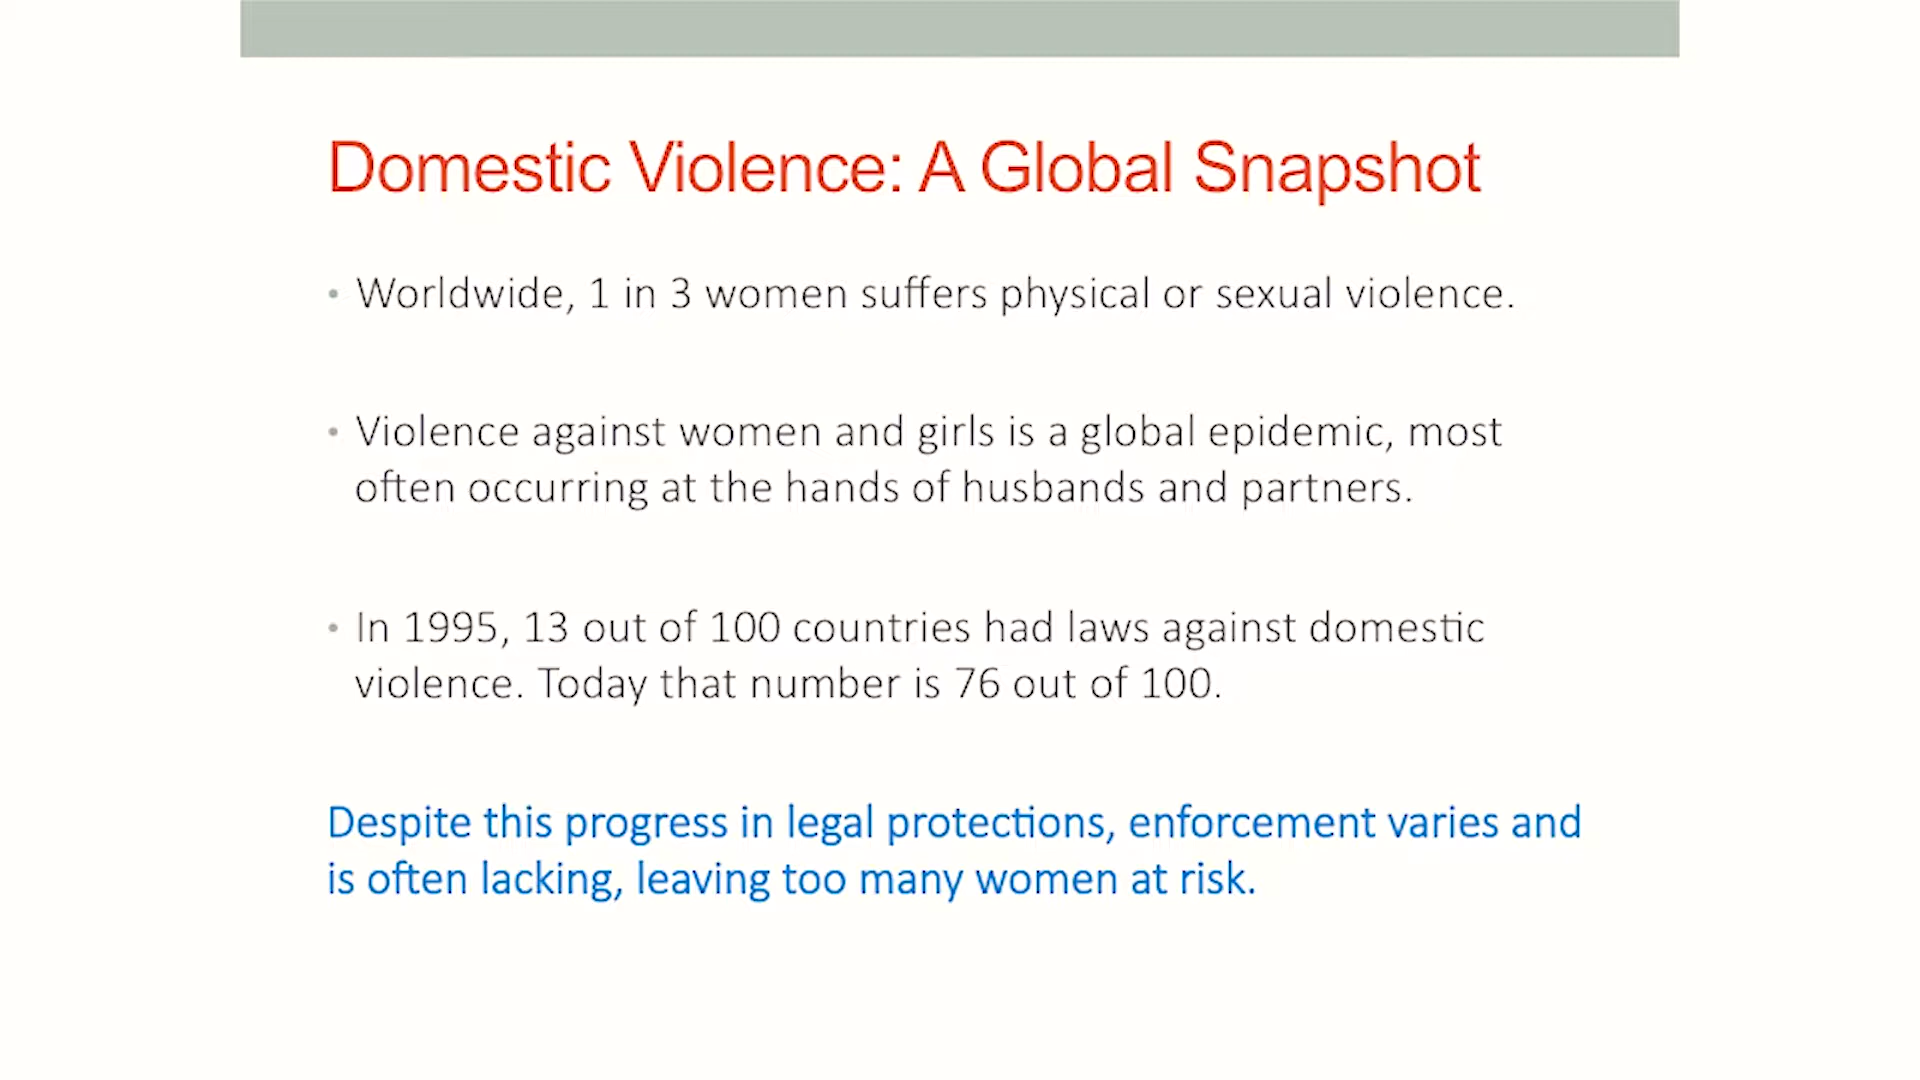 Domestic Violence: A Global Snapshot
• Worldwide, 1 in 3 women suffers physical or sexual violence.
• Violence against women and girls is a global epidemic, most
often occurring at the hands of husbands and partners.
• In 1995, 13 out of 100 countries had laws against domestic
violence. Today that number is 76 out of 100.
Despite this progress in legal protections, enforcement varies and
is often lacking, leaving too many women at risk.